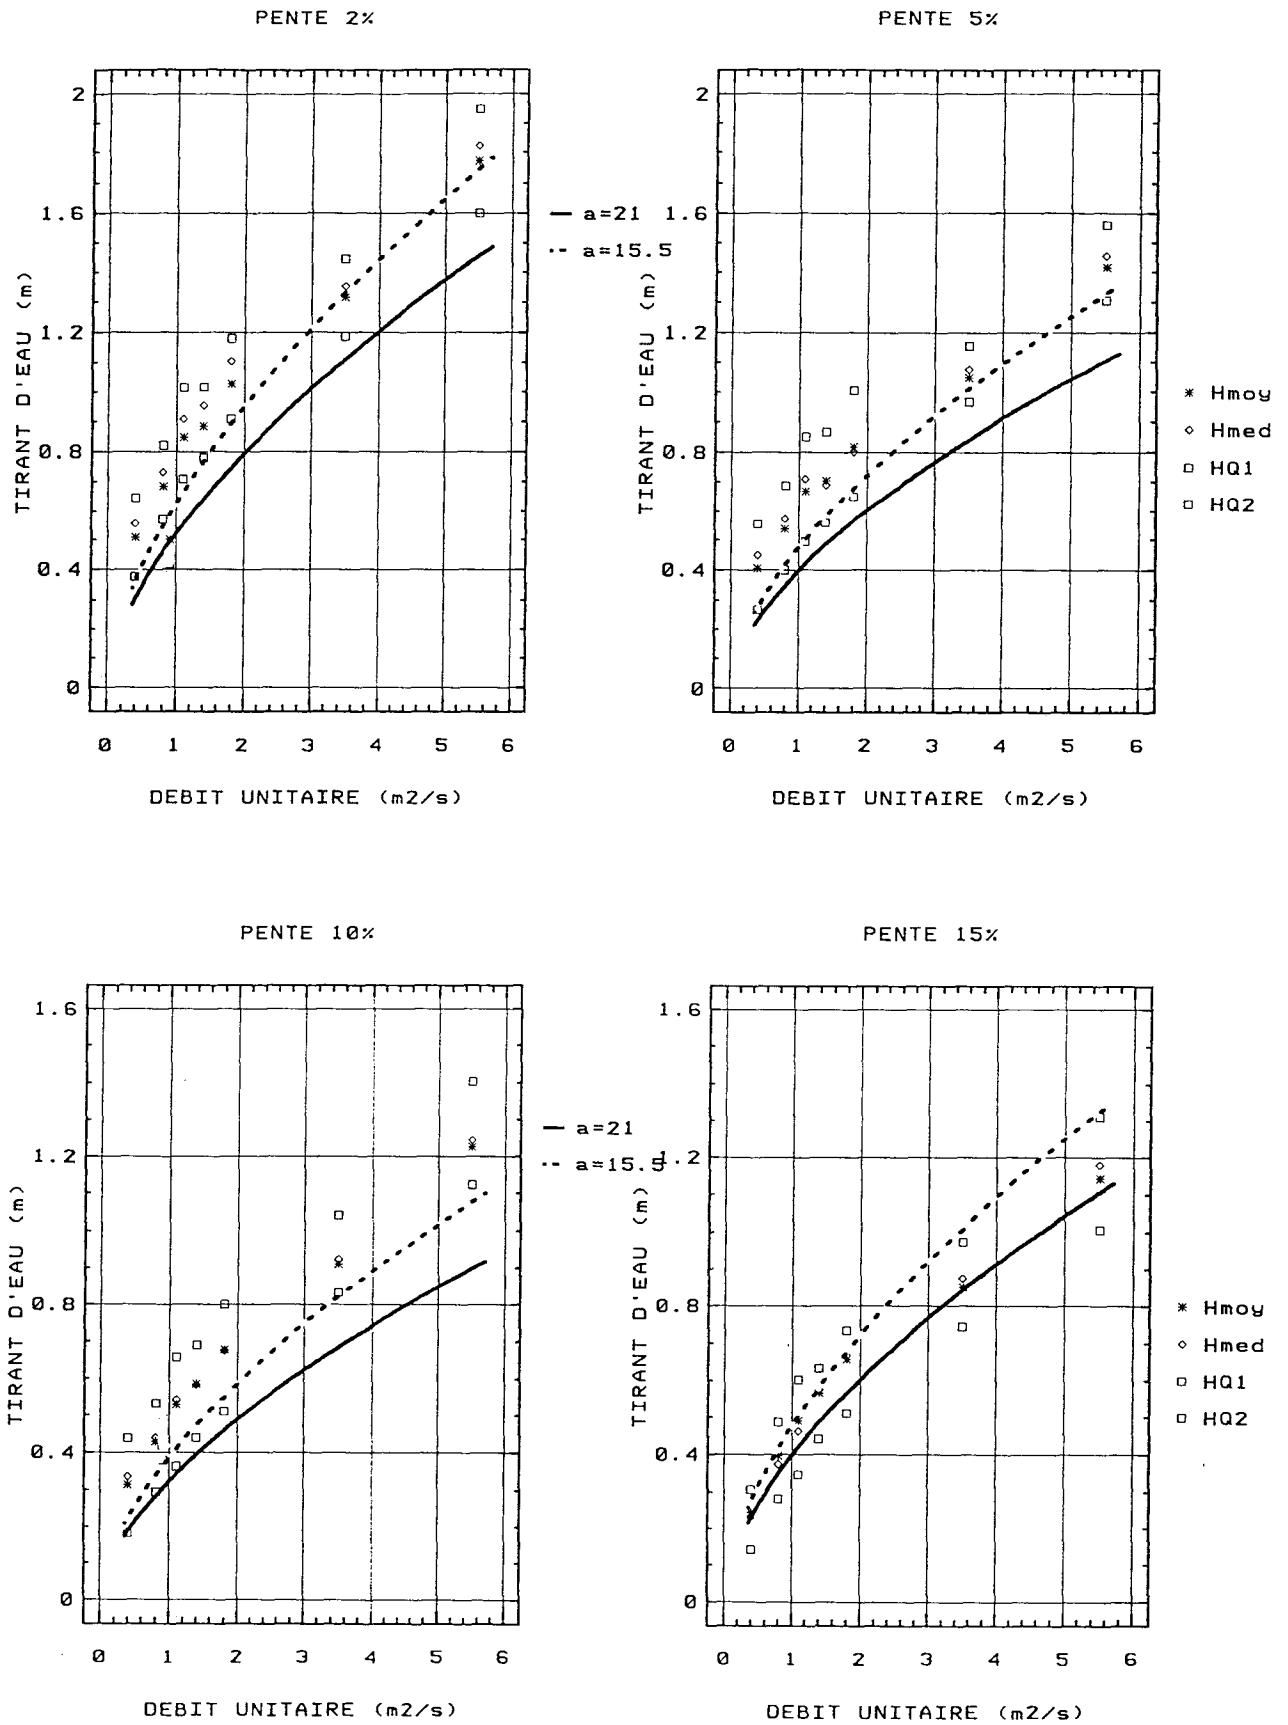 PENTE 2%
PENTE 5%
2
1.6
1.2
0.8
0.4
0
TIRANT D'EAU (m)
0 1 2 3 4 5 6
DEBIT UNITAIRE (m2/s)
a=21
a=15.5
2
1.6
1.2
0.8
0.4
0
TIRANT D'EAU (m)
0 1 2 3 4 5 6
DEBIT UNITAIRE (m2/s)
Hmoy
Hmed
HQ1
HQ2
PENTE 10%
PENTE 15%
1.6
1.2
0.8
0.4
0
TIRANT D'EAU (m)
0 1 2 3 4 5 6
DEBIT UNITAIRE (m2/s)
a=21
a=15.5
1.6
1.2
0.8
0.4
0
TIRANT D'EAU (m)
0 1 2 3 4 5 6
DEBIT UNITAIRE (m2/s)
Hmoy
Hmed
HQ1
HQ2